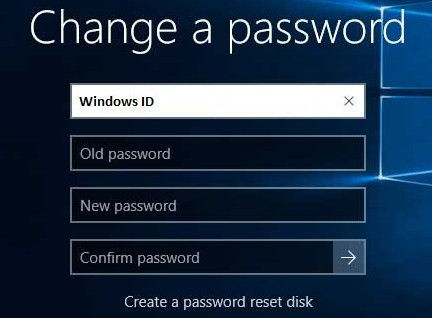 Change a password
Windows ID
Old password
New password
Confirm password
Create a password reset disk